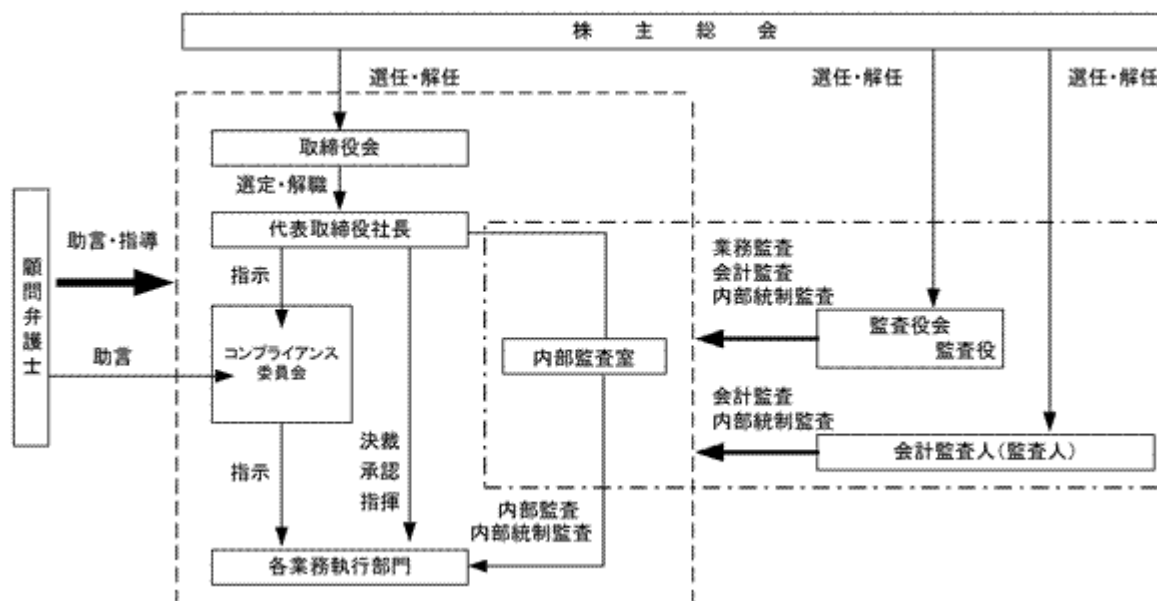 株主総会
選任・解任
選任・解任
選任・解任
取締役会
選定・解職
代表取締役社長
顧問弁護士
助言・指導
指示
業務監査
会計監査
内部統制監査
監査役会
監査役
コンプライアンス
委員会
助言
内部監査室
会計監査
内部統制監査
会計監査人(監査人)
指示
決裁
承認
指揮
内部監査
内部統制監査
各業務執行部門